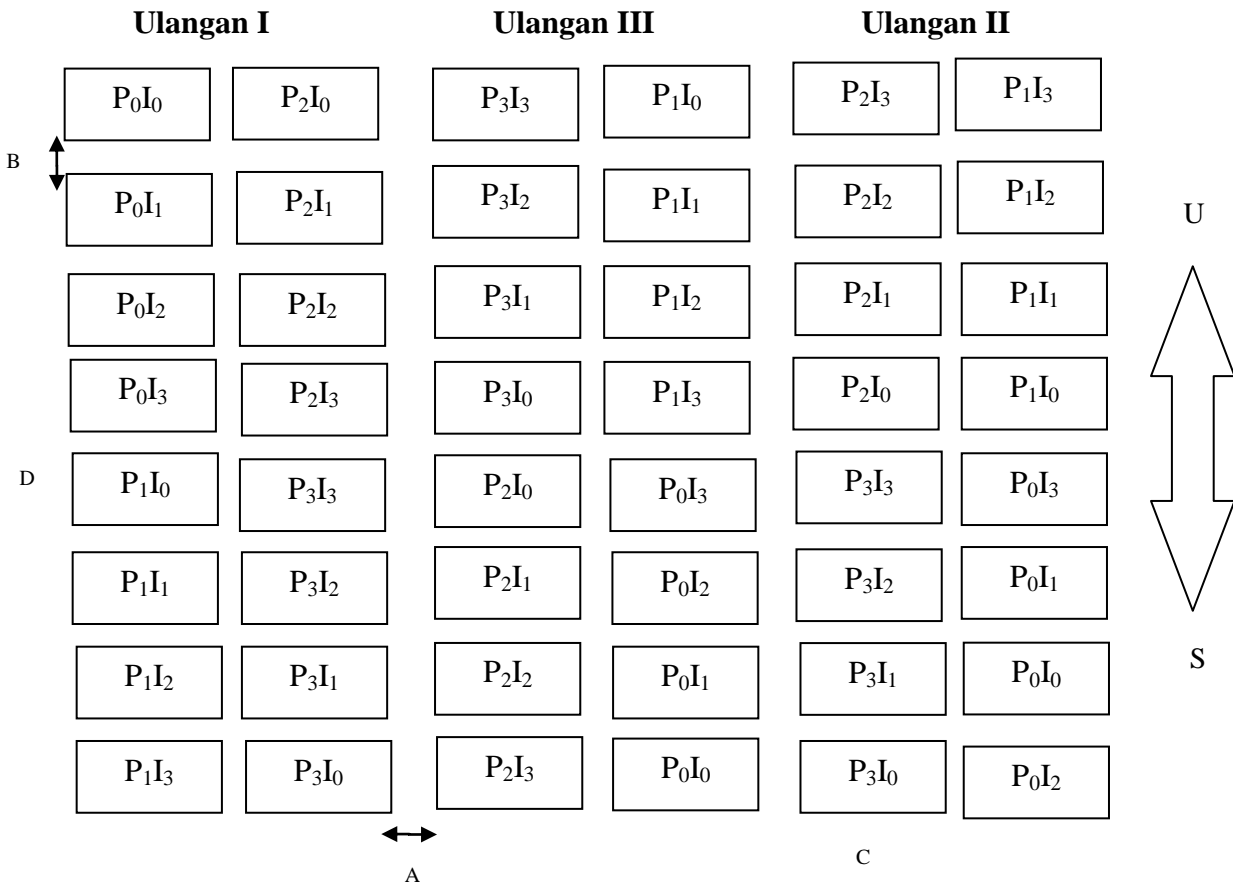 Ulangan I Ulangan III Ulangan II
P₀I₀ P₂I₀ P₃I₃ P₁I₀ P₂I₃ P₁I₃
B
P₀I₁ P₂I₁ P₃I₂ P₁I₁ P₂I₂ P₁I₂
U
P₀I₂ P₂I₂ P₃I₁ P₁I₂ P₂I₁ P₁I₁
P₀I₃ P₂I₃ P₃I₀ P₁I₃ P₂I₀ P₁I₀
D P₁I₀ P₃I₃ P₂I₀ P₀I₃ P₃I₃ P₀I₃
P₁I₁ P₃I₂ P₂I₁ P₀I₂ P₃I₂ P₀I₁
P₁I₂ P₃I₁ P₂I₂ P₀I₁ P₃I₁ P₀I₀ S
P₁I₃ P₃I₀ P₂I₃ P₀I₀ P₃I₀ P₀I₂
A C